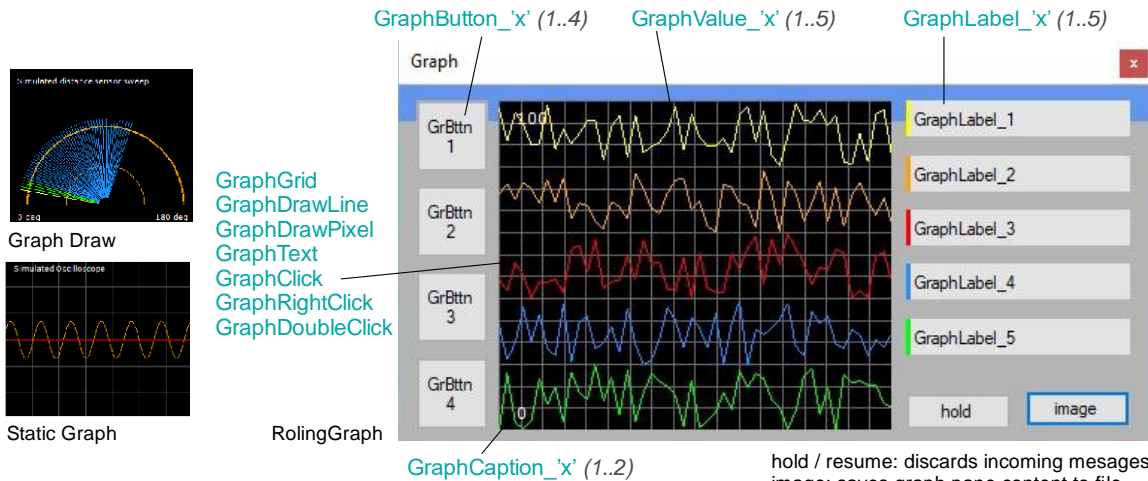 GraphButton_’x’ (1..4)
GraphValue_’x’ (1..5)
GraphLabel_’x’ (1..5)
Graph
x
Simulated distance sensor sweep
0 deg
180 deg
Graph Draw
Simulated Oscilloscope
Static Graph
GraphGrid
GraphDrawLine
GraphDrawPixel
GraphText
GraphClick
GraphRightClick
GraphDoubleClick
RolingGraph
GrBttn
1
GrBttn
2
GrBttn
3
GrBttn
4
100
0
GraphLabel_1
GraphLabel_2
GraphLabel_3
GraphLabel_4
GraphLabel_5
hold
image
GraphCaption_’x’ (1..2)
hold / resume: discards incoming mesages
image: saves graph pane content to file